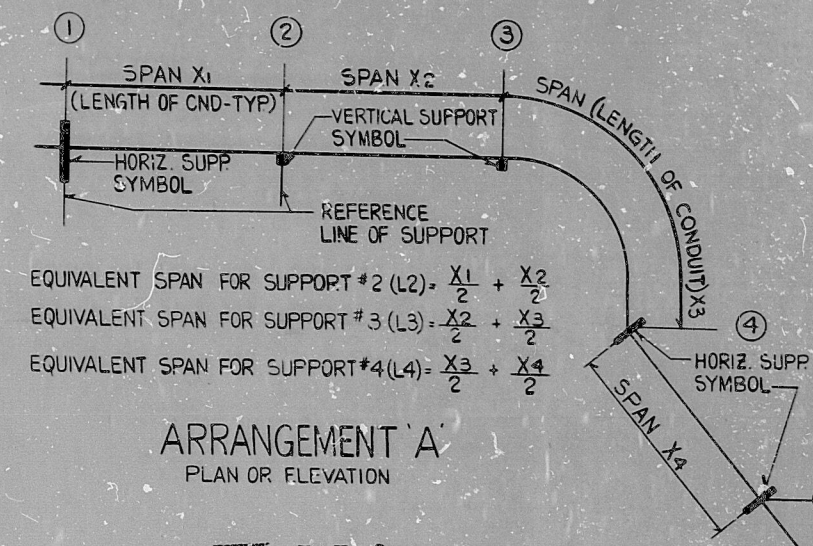 1
2
3
SPAN X1
(LENGTH OF CND-TYP)
SPAN X2
SPAN (LENGTH OF CONDUIT) X3
VERTICAL SUPPORT
SYMBOL
HORIZ. SUPP.
SYMBOL
REFERENCE
LINE OF SUPPORT
EQUIVALENT SPAN FOR SUPPORT #2 (L2)= X1/2 + X2/2
EQUIVALENT SPAN FOR SUPPORT #3 (L3)= X2/2 + X3/2
EQUIVALENT SPAN FOR SUPPORT #4 (L4)= X3/2 + X4/2
4
HORIZ. SUPP.
SYMBOL
SPAN X4
ARRANGEMENT 'A'
PLAN OR ELEVATION